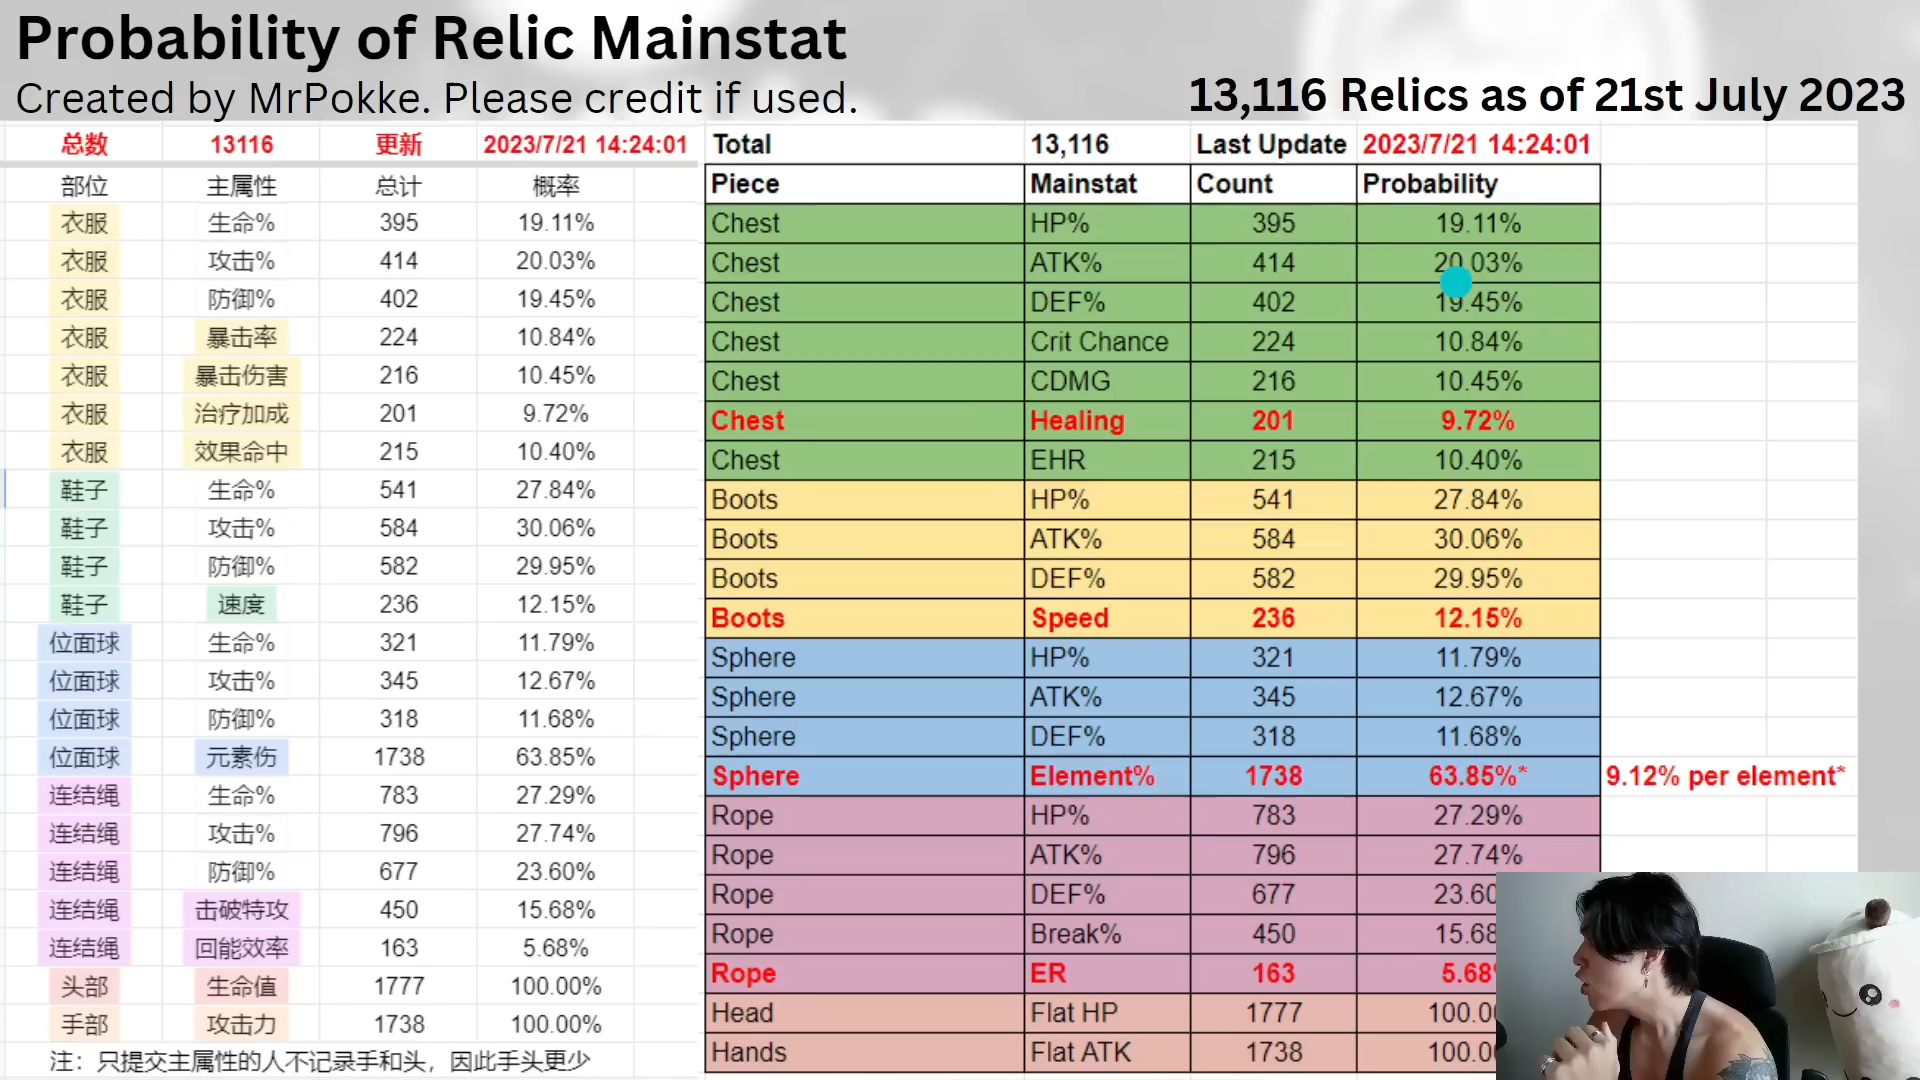 Probability of Relic Mainstat
Created by MrPokke. Please credit if used.
13,116 Relics as of 21st July 2023
总数 13116 更新 2023/7/21 14:24:01
部位 主属性 总计 概率
衣服 生命% 395 19.11%
衣服 攻击% 414 20.03%
衣服 防御% 402 19.45%
衣服 暴击率 224 10.84%
衣服 暴击伤害 216 10.45%
衣服 治疗加成 201 9.72%
衣服 效果命中 215 10.40%
鞋子 生命% 541 27.84%
鞋子 攻击% 584 30.06%
鞋子 防御% 582 29.95%
鞋子 速度 236 12.15%
位面球 生命% 321 11.79%
位面球 攻击% 345 12.67%
位面球 防御% 318 11.68%
位面球 元素伤 1738 63.85%
连结绳 生命% 783 27.29%
连结绳 攻击% 796 27.74%
连结绳 防御% 677 23.60%
连结绳 击破特攻 450 15.68%
连结绳 回能效率 163 5.68%
头部 生命值 1777 100.00%
手部 攻击力 1738 100.00%
注：只提交主属性的人不记录手和头，因此手头更少
Total 13,116 Last Update 2023/7/21 14:24:01
Piece Mainstat Count Probability
Chest HP% 395 19.11%
Chest ATK% 414 20.03%
Chest DEF% 402 19.45%
Chest Crit Chance 224 10.84%
Chest CDMG 216 10.45%
Chest Healing 201 9.72%
Chest EHR 215 10.40%
Boots HP% 541 27.84%
Boots ATK% 584 30.06%
Boots DEF% 582 29.95%
Boots Speed 236 12.15%
Sphere HP% 321 11.79%
Sphere ATK% 345 12.67%
Sphere DEF% 318 11.68%
Sphere Element% 1738 63.85%* 9.12% per element*
Rope HP% 783 27.29%
Rope ATK% 796 27.74%
Rope DEF% 677 23.60
Rope Break% 450 15.68
Rope ER 163 5.68
Head Flat HP 1777 100.0
Hands Flat ATK 1738 100.0